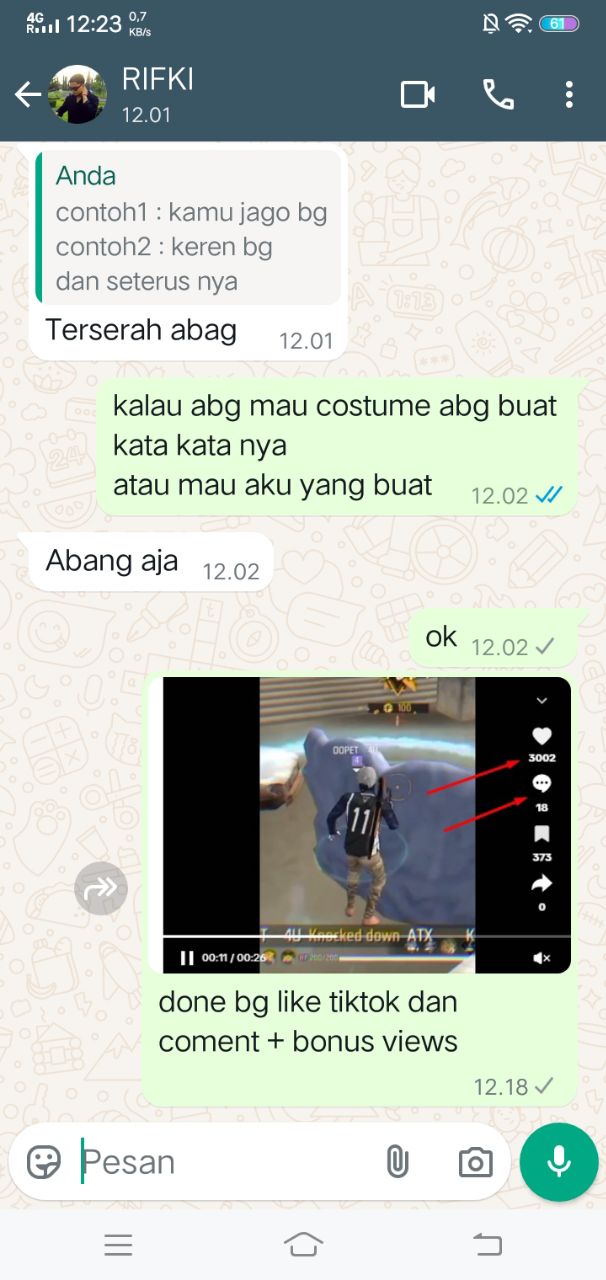 4G
R
12:23
0,7
KB/s
61
RIFKI
12.01
Anda
contoh1 : kamu jago bg
contoh2 : keren bg
dan seterus nya
Terserah abag 12.01
kalau abg mau costume abg buat
kata kata nya
atau mau aku yang buat 12.02
Abang aja 12.02
ok 12.02
100
DOPET 4U
4
11
3002
18
373
0
T 4U Knocked down ATX K
00:11 / 00:26
200/200
done bg like tiktok dan
coment + bonus views
12.18
Pesan